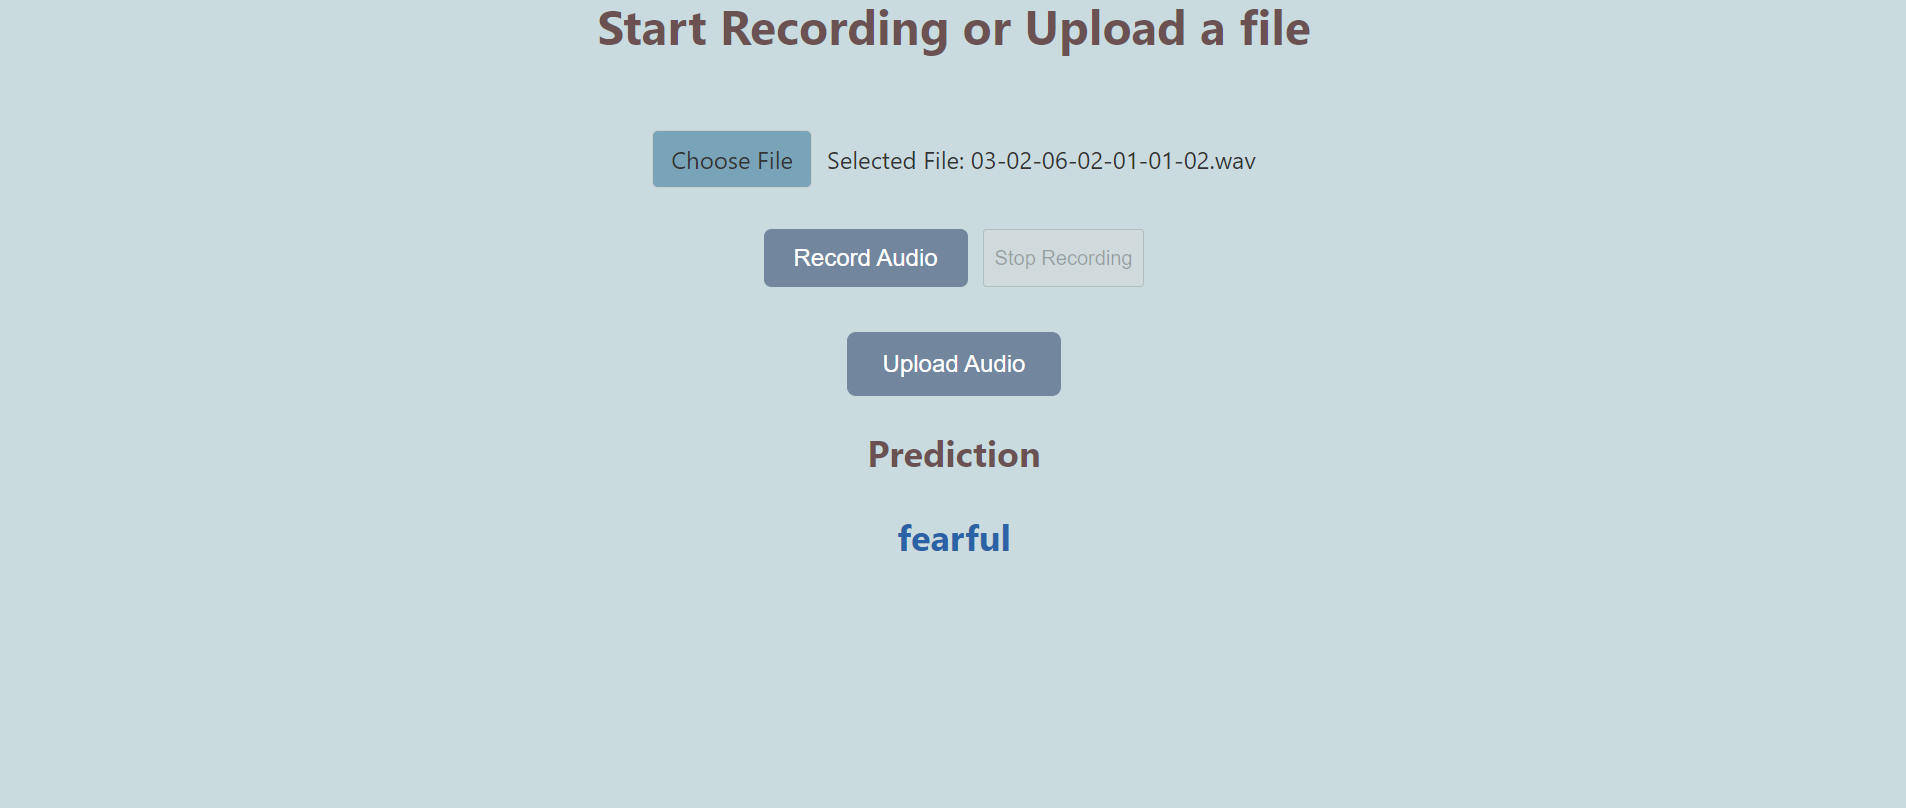 Start Recording or Upload a file
Choose File Selected File: 03-02-06-02-01-01-02.wav
Record Audio Stop Recording
Upload Audio
Prediction
fearful